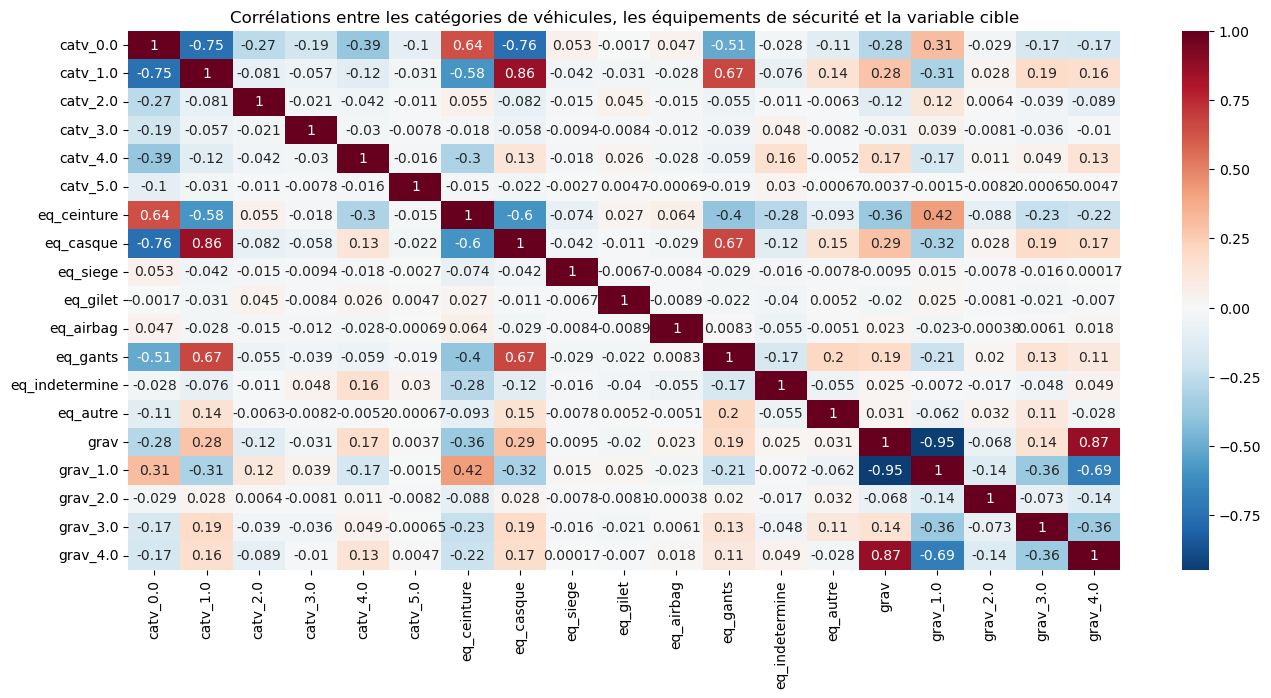 Corrélations entre les catégories de véhicules, les équipements de sécurité et la variable cible
catv_0.0 1 -0.75 -0.27 -0.19 -0.39 -0.1 0.64 -0.76 0.053 -0.0017 0.047 -0.51 -0.028 -0.11 -0.28 0.31 -0.029 -0.17 -0.17
catv_1.0 -0.75 1 -0.081 -0.057 -0.12 -0.031 -0.58 0.86 -0.042 -0.031 -0.028 0.67 -0.076 0.14 0.28 -0.31 0.028 0.19 0.16
catv_2.0 -0.27 -0.081 1 -0.021 -0.042 -0.011 0.055 -0.082 -0.015 0.045 -0.015 -0.055 -0.011 -0.0063 -0.12 0.12 0.0064 -0.039 -0.089
catv_3.0 -0.19 -0.057 -0.021 1 -0.03 -0.0078 -0.018 -0.058 -0.0094 -0.0084 -0.012 -0.039 0.048 -0.0082 -0.031 0.039 -0.0081 -0.036 -0.01
catv_4.0 -0.39 -0.12 -0.042 -0.03 1 -0.016 -0.3 0.13 -0.018 0.026 -0.028 -0.059 0.16 -0.0052 0.17 -0.17 0.011 0.049 0.13
catv_5.0 -0.1 -0.031 -0.011 -0.0078 -0.016 1 -0.015 -0.022 -0.0027 0.0047 -0.00069 -0.019 0.03 -0.00067 0.0037 -0.0015 -0.0082 -0.00065 0.0047
eq_ceinture 0.64 -0.58 0.055 -0.018 -0.3 -0.015 1 -0.6 -0.074 0.027 0.064 -0.4 -0.28 -0.093 -0.36 0.42 -0.088 -0.23 -0.22
eq_casque -0.76 0.86 -0.082 -0.058 0.13 -0.022 -0.6 1 -0.042 -0.011 -0.029 0.67 -0.12 0.15 0.29 -0.32 0.028 0.19 0.17
eq_siege 0.053 -0.042 -0.015 -0.0094 -0.018 -0.0027 -0.074 -0.042 1 -0.0067 -0.0084 -0.029 -0.016 -0.0078 -0.0095 0.015 -0.0078 -0.016 0.00017
eq_gilet -0.0017 -0.031 0.045 -0.0084 0.026 0.0047 0.027 -0.011 -0.0067 1 -0.0089 -0.022 -0.04 0.0052 -0.02 0.025 -0.0081 -0.021 -0.007
eq_airbag 0.047 -0.028 -0.015 -0.012 -0.028 -0.00069 0.064 -0.029 -0.0084 -0.0089 1 0.0083 -0.055 -0.0051 0.023 -0.023 -0.00038 0.0061 0.018
eq_gants -0.51 0.67 -0.055 -0.039 -0.059 -0.019 -0.4 0.67 -0.029 -0.022 0.0083 1 -0.17 0.2 0.19 -0.21 0.02 0.13 0.11
eq_indetermine -0.028 -0.076 -0.011 0.048 0.16 0.03 -0.28 -0.12 -0.016 -0.04 -0.055 -0.17 1 -0.055 0.025 -0.0072 -0.017 -0.048 0.049
eq_autre -0.11 0.14 -0.0063 -0.0082 -0.0052 -0.00067 -0.093 0.15 -0.0078 0.0052 -0.0051 0.2 -0.055 1 0.031 -0.062 0.032 0.11 -0.028
grav -0.28 0.28 -0.12 -0.031 0.17 0.0037 -0.36 0.29 -0.0095 -0.02 0.023 0.19 0.025 0.031 1 -0.95 -0.068 0.14 0.87
grav_1.0 0.31 -0.31 0.12 0.039 -0.17 -0.0015 0.42 -0.32 0.015 0.025 -0.023 -0.21 -0.0072 -0.062 -0.95 1 -0.14 -0.36 -0.69
grav_2.0 -0.029 0.028 0.0064 -0.0081 0.011 -0.0082 -0.088 0.028 -0.0078 -0.0081 -0.00038 0.02 -0.017 0.032 -0.068 -0.14 1 -0.073 -0.14
grav_3.0 -0.17 0.19 -0.039 -0.036 0.049 -0.00065 -0.23 0.19 -0.016 -0.021 0.0061 0.13 -0.048 0.11 0.14 -0.36 -0.073 1 -0.36
grav_4.0 -0.17 0.16 -0.089 -0.01 0.13 0.0047 -0.22 0.17 0.00017 -0.007 0.018 0.11 0.049 -0.028 0.87 -0.69 -0.14 -0.36 1
catv_0.0 catv_1.0 catv_2.0 catv_3.0 catv_4.0 catv_5.0 eq_ceinture eq_casque eq_siege eq_gilet eq_airbag eq_gants eq_indetermine eq_autre grav grav_1.0 grav_2.0 grav_3.0 grav_4.0
1.00
0.75
0.50
0.25
0.00
−0.25
−0.50
−0.75